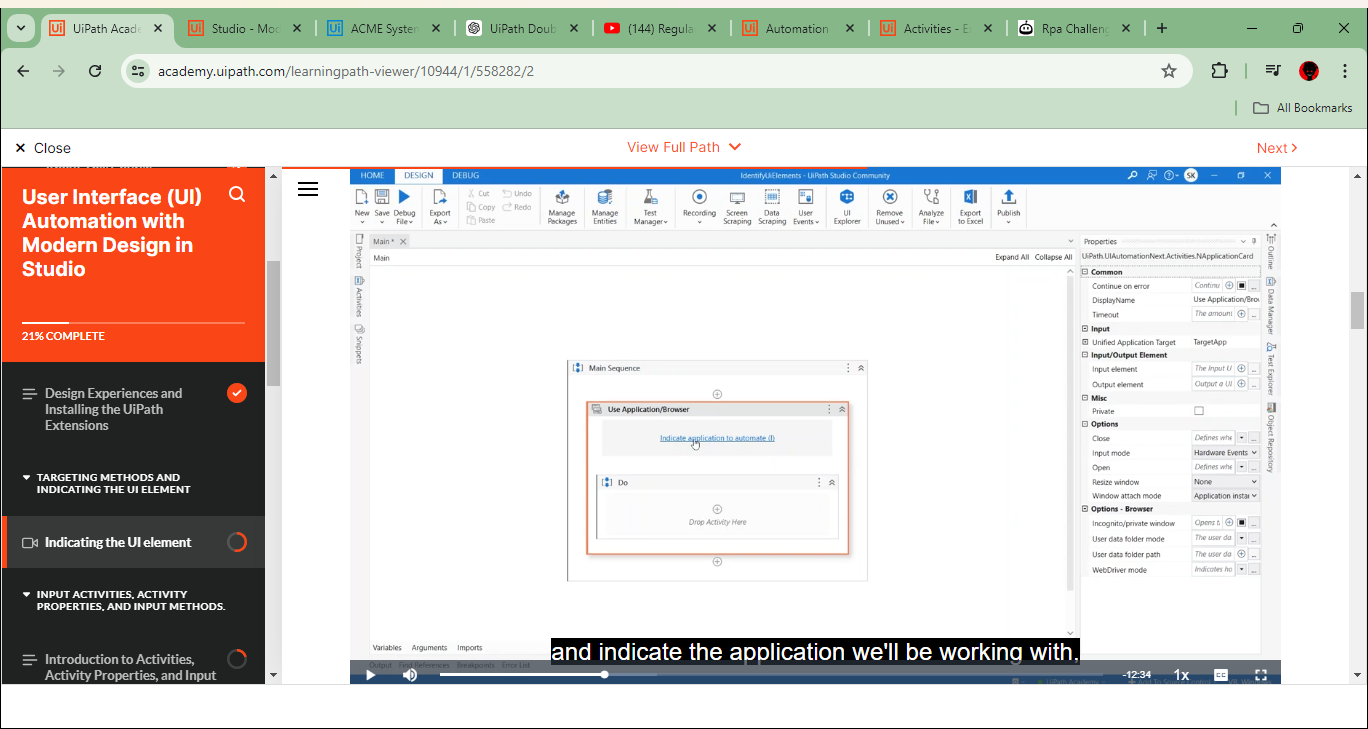 UiPath Acade
Studio - Moc
ACME System
UiPath Doub
(144) Regula
Automation
Activities - E
Rpa Challeng
academy.uipath.com/learningpath-viewer/10944/1/558282/2
All Bookmarks
Close
View Full Path
Next
User Interface (UI)
Automation with
Modern Design in
Studio
21% COMPLETE
Design Experiences and
Installing the UiPath
Extensions
TARGETING METHODS AND
INDICATING THE UI ELEMENT
Indicating the UI element
INPUT ACTIVITIES, ACTIVITY
PROPERTIES, AND INPUT METHODS.
Introduction to Activities,
Activity Properties, and Input
HOME DESIGN DEBUG
IdentifyUiElements - UiPath Studio Community
SK
New
Save
Debug
File
Export
As
Cut
Copy
Paste
Undo
Redo
Manage
Packages
Manage
Entities
Test
Manager
Recording
Screen
Scraping
Data
Scraping
User
Events
UI
Explorer
Remove
Unused
Analyze
File
Export
to Excel
Publish
Project
Activities
Snippets
Main *
Main
Expand All Collapse All
Main Sequence
Use Application/Browser
Indicate application to automate (I)
Do
Drop Activity Here
Properties
UiPath.UIAutomationNext.Activities.NApplicationCard
Common
Continue on error Continu
DisplayName Use Application/Brow
Timeout The amount
Input
Unified Application Target TargetApp
Input/Output Element
Input element The Input U
Output element Output a UI
Misc
Private
Options
Close Defines whe
Input mode Hardware Events
Open Defines whe
Resize window None
Window attach mode Application instan
Options - Browser
Incognito/private window Opens t
User data folder mode The user da
User data folder path The user da
WebDriver mode Indicates ho
Outline
Data Manager
Test Explorer
Object Repository
Variables Arguments Imports
Output Find References Breakpoints Error List
and indicate the application we'll be working with,
-12:34
1x
CC